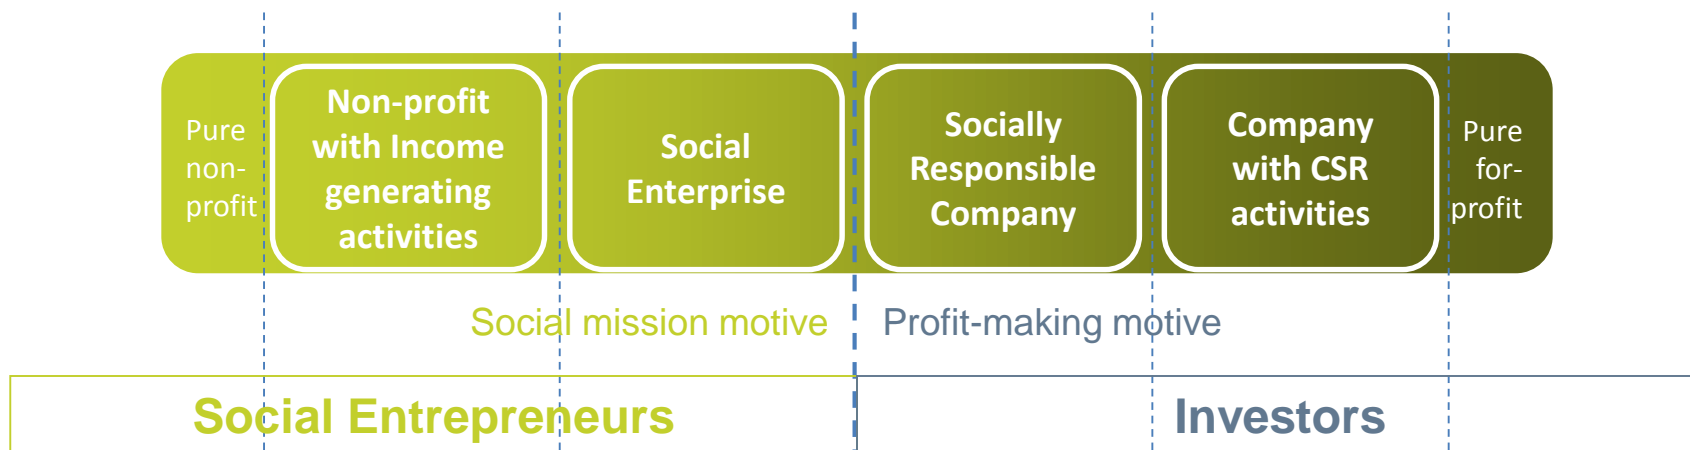 Pure
non-
profit
Non-profit
with Income
generating
activities
Social
Enterprise
Socially
Responsible
Company
Company
with CSR
activities
Pure
for-
profit
Social mission motive
Profit-making motive
Social Entrepreneurs
Investors